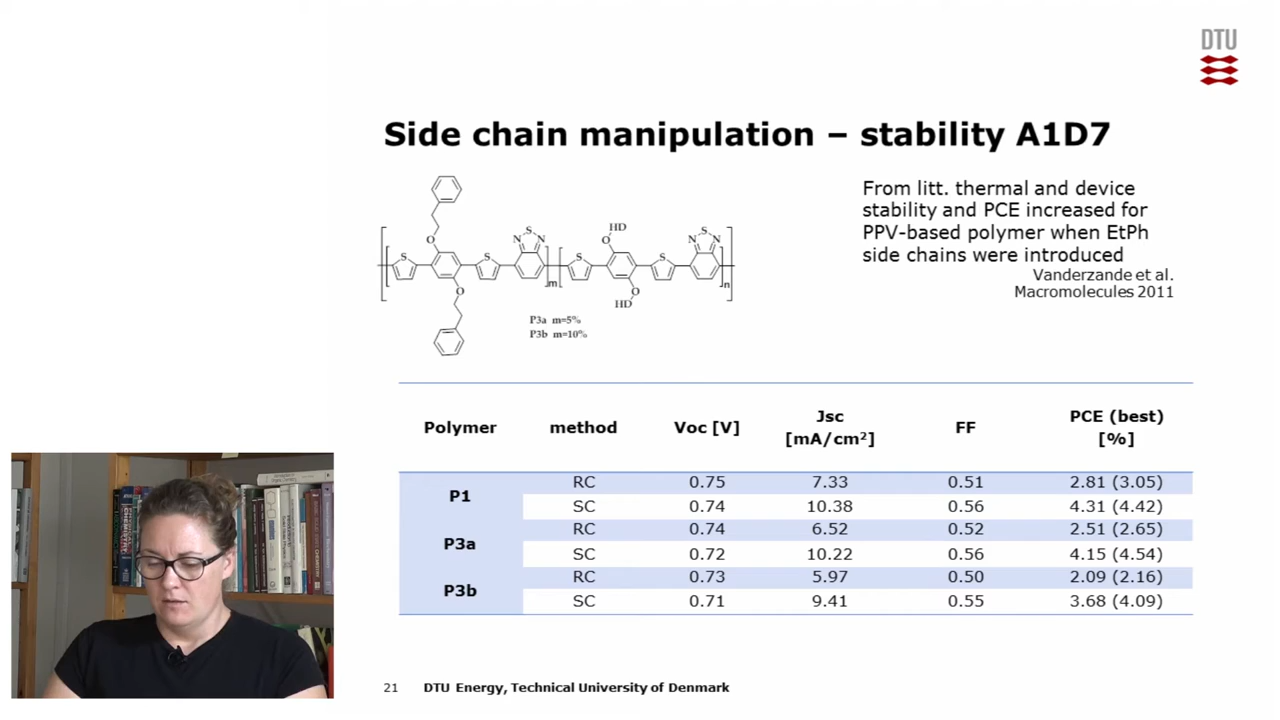 DTU
Side chain manipulation – stability A1D7
From litt. thermal and device
stability and PCE increased for
PPV-based polymer when EtPh
side chains were introduced
Vanderzande et al.
Macromolecules 2011
O
S
N
N
S
S
m
HD
O
S
N
N
S
S
n
O
O
HD
P3a m=5%
P3b m=10%
Polymer method Voc [V] Jsc [mA/cm²] FF PCE (best) [%]
P1 RC 0.75 7.33 0.51 2.81 (3.05)
SC 0.74 10.38 0.56 4.31 (4.42)
P3a RC 0.74 6.52 0.52 2.51 (2.65)
SC 0.72 10.22 0.56 4.15 (4.54)
P3b RC 0.73 5.97 0.50 2.09 (2.16)
SC 0.71 9.41 0.55 3.68 (4.09)
21 DTU Energy, Technical University of Denmark